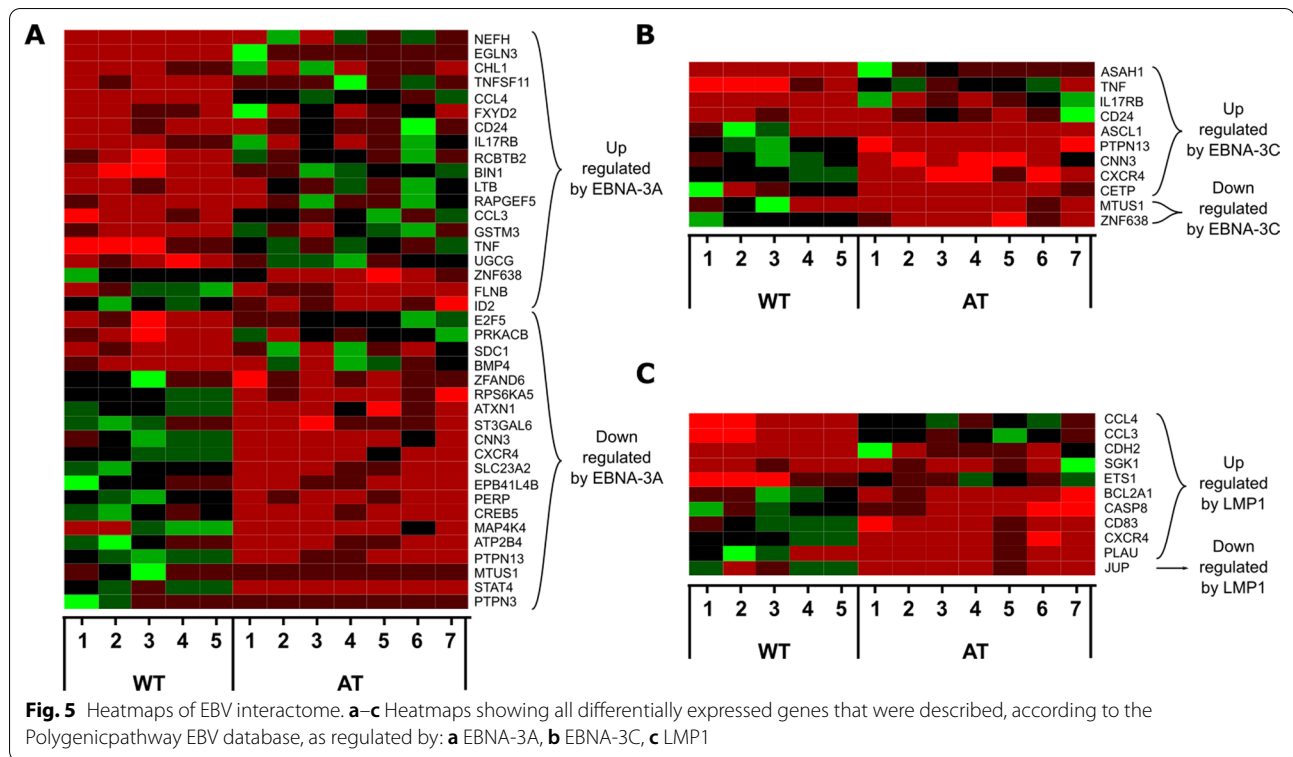 A
NEFH
EGLN3
CHL1
TNFSF11
CCL4
FXYD2
CD24
IL17RB
RCBTB2
BIN1
LTB
RAPGEF5
CCL3
GSTM3
TNF
UGCG
ZNF638
FLNB
ID2
E2F5
PRKACB
SDC1
BMP4
ZFAND6
RPS6KA5
ATXN1
ST3GAL6
CNN3
CXCR4
SLC23A2
EPB41L4B
PERP
CREB5
MAP4K4
ATP2B4
PTPN13
MTUS1
STAT4
PTPN3
Up
regulated
by EBNA-3A
Down
regulated
by EBNA-3A
1 2 3 4 5 1 2 3 4 5 6 7
WT AT
B
ASAH1
TNF
IL17RB
CD24
ASCL1
PTPN13
CNN3
CXCR4
CETP
MTUS1
ZNF638
Up
regulated
by EBNA-3C
Down
regulated
by EBNA-3C
1 2 3 4 5 1 2 3 4 5 6 7
WT AT
C
CCL4
CCL3
CDH2
SGK1
ETS1
BCL2A1
CASP8
CD83
CXCR4
PLAU
JUP
Up
regulated
by LMP1
Down
regulated
by LMP1
1 2 3 4 5 1 2 3 4 5 6 7
WT AT
Fig. 5 Heatmaps of EBV interactome. a–c Heatmaps showing all differentially expressed genes that were described, according to the
Polygenicpathway EBV database, as regulated by: a EBNA-3A, b EBNA-3C, c LMP1